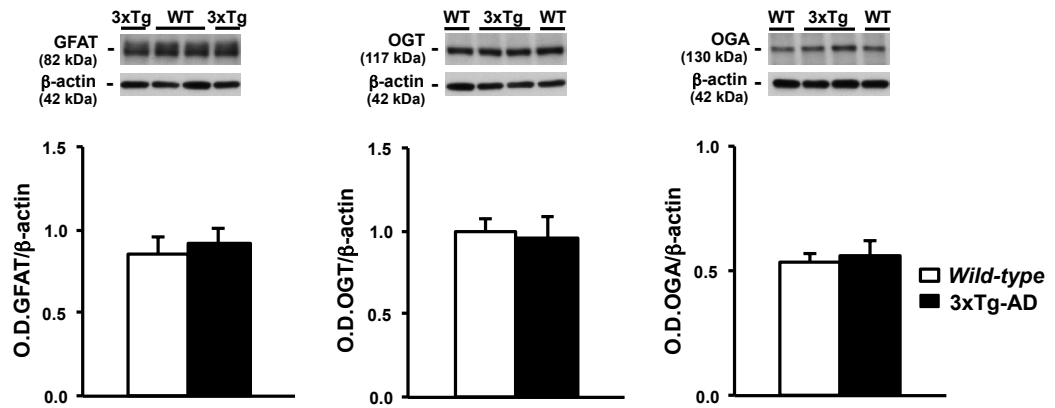 3xTg WT 3xTg
GFAT
(82 kDa)
β-actin
(42 kDa)
O.D.GFAT/β-actin
1.5
1.0
0.5
0.0
WT 3xTg WT
OGT
(117 kDa)
β-actin
(42 kDa)
O.D.OGT/β-actin
1.5
1.0
0.5
0.0
WT 3xTg WT
OGA
(130 kDa)
β-actin
(42 kDa)
O.D.OGA/β-actin
1.0
0.5
0.0
Wild-type
3xTg-AD